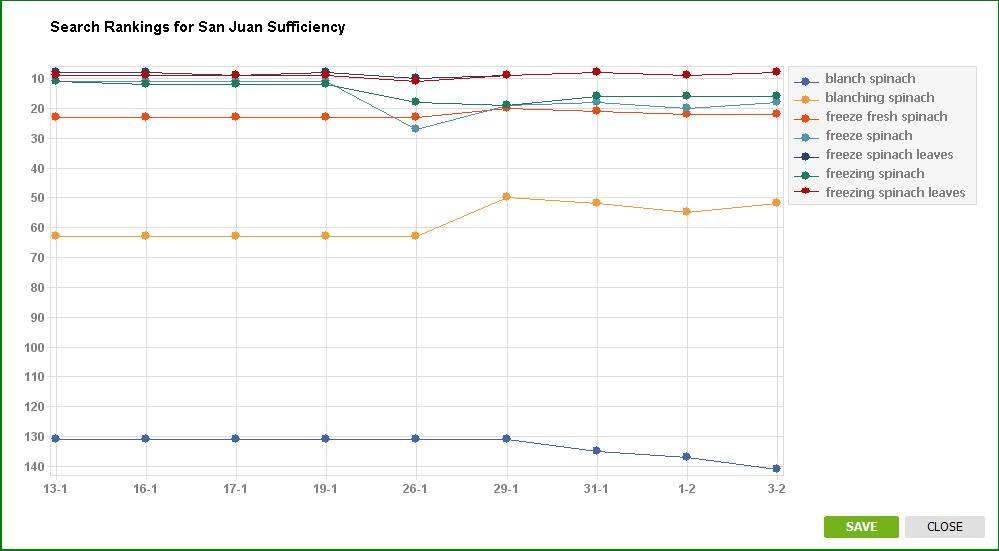 Search Rankings for San Juan Sufficiency
10
20
30
40
50
60
70
80
90
100
110
120
130
140
13-1 16-1 17-1 19-1 26-1 29-1 31-1 1-2 3-2
blanch spinach
blanching spinach
freeze fresh spinach
freeze spinach
freeze spinach leaves
freezing spinach
freezing spinach leaves
SAVE CLOSE